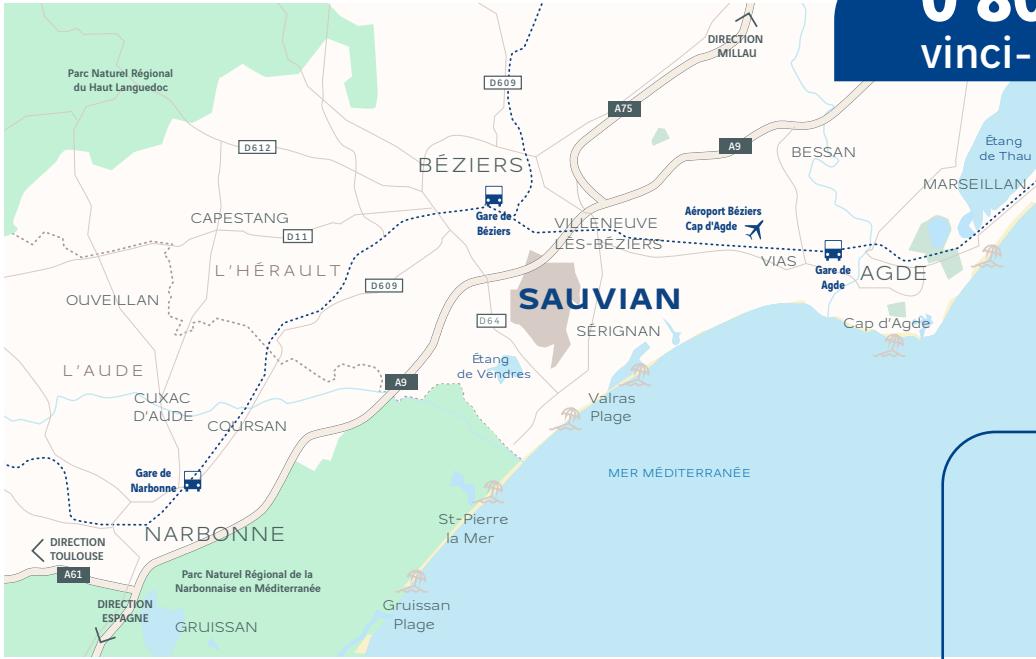 0 80
vinci-
DIRECTION
MILLAU
Parc Naturel Régional
du Haut Languedoc
D609
A75
D612
A9
BESSAN
Étang
de Thau
BÉZIERS
MARSEILLAN
Gare de
Béziers
CAPESTANG
D11
VILLENEUVE
LÈS-BÉZIERS
Aéroport Béziers
Cap d'Agde
VIAS
Gare de
Agde
AGDE
L'HÉRAULT
D609
OUVEILLAN
SAUVIAN
D64
SÉRIGNAN
Cap d'Agde
Étang
de Vendres
L'AUDE
A9
CUXAC
D'AUDE
COURSAN
Valras
Plage
Gare de
Narbonne
MER MÉDITERRANÉE
St-Pierre
la Mer
NARBONNE
DIRECTION
TOULOUSE
A61
Parc Naturel Régional de la
Narbonnaise en Méditerranée
DIRECTION
ESPAGNE
GRUISSAN
Gruissan
Plage